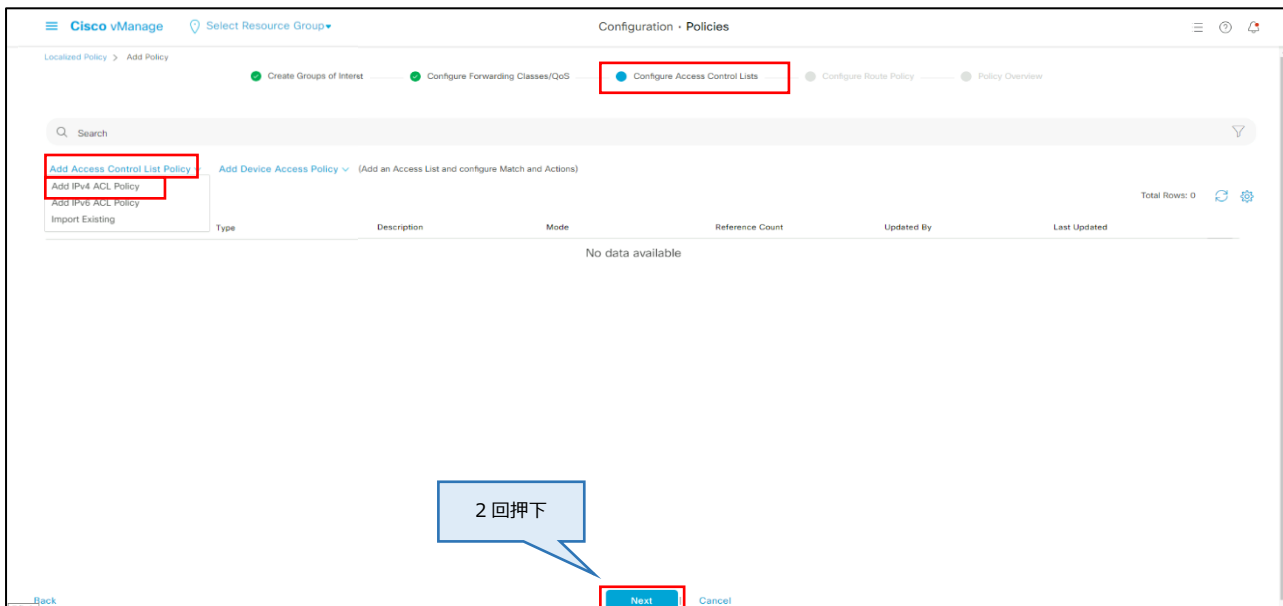 Cisco vManage
Select Resource Group
Configuration · Policies
Localized Policy > Add Policy
Create Groups of Interest
Configure Forwarding Classes/QoS
Configure Access Control Lists
Configure Route Policy
Policy Overview
Search
Add Access Control List Policy
Add Device Access Policy
(Add an Access List and configure Match and Actions)
Add IPv4 ACL Policy
Add IPv6 ACL Policy
Import Existing
Total Rows: 0
Type
Description
Mode
Reference Count
Updated By
Last Updated
No data available
2回押下
Back
Next
Cancel